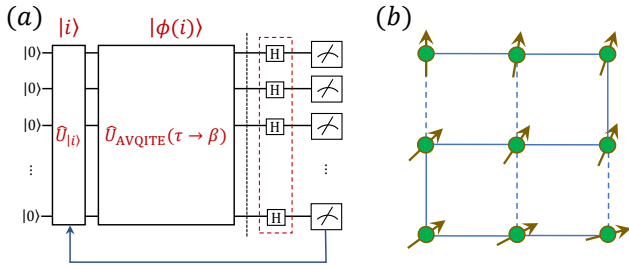 (a) |i⟩ |ϕ(i)⟩ (b)
|0⟩ H
|0⟩ H
|0⟩ Û|i⟩ ÛAVQITE(τ → β) H
⋮ ⋮
|0⟩ H